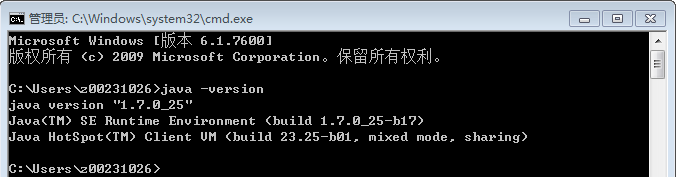 管理员: C:\Windows\system32\cmd.exe
Microsoft Windows [版本 6.1.7600]
版权所有 (c) 2009 Microsoft Corporation。保留所有权利。
C:\Users\z00231026>java -version
java version "1.7.0_25"
Java(TM) SE Runtime Environment (build 1.7.0_25-b17)
Java HotSpot(TM) Client VM (build 23.25-b01, mixed mode, sharing)
C:\Users\z00231026>